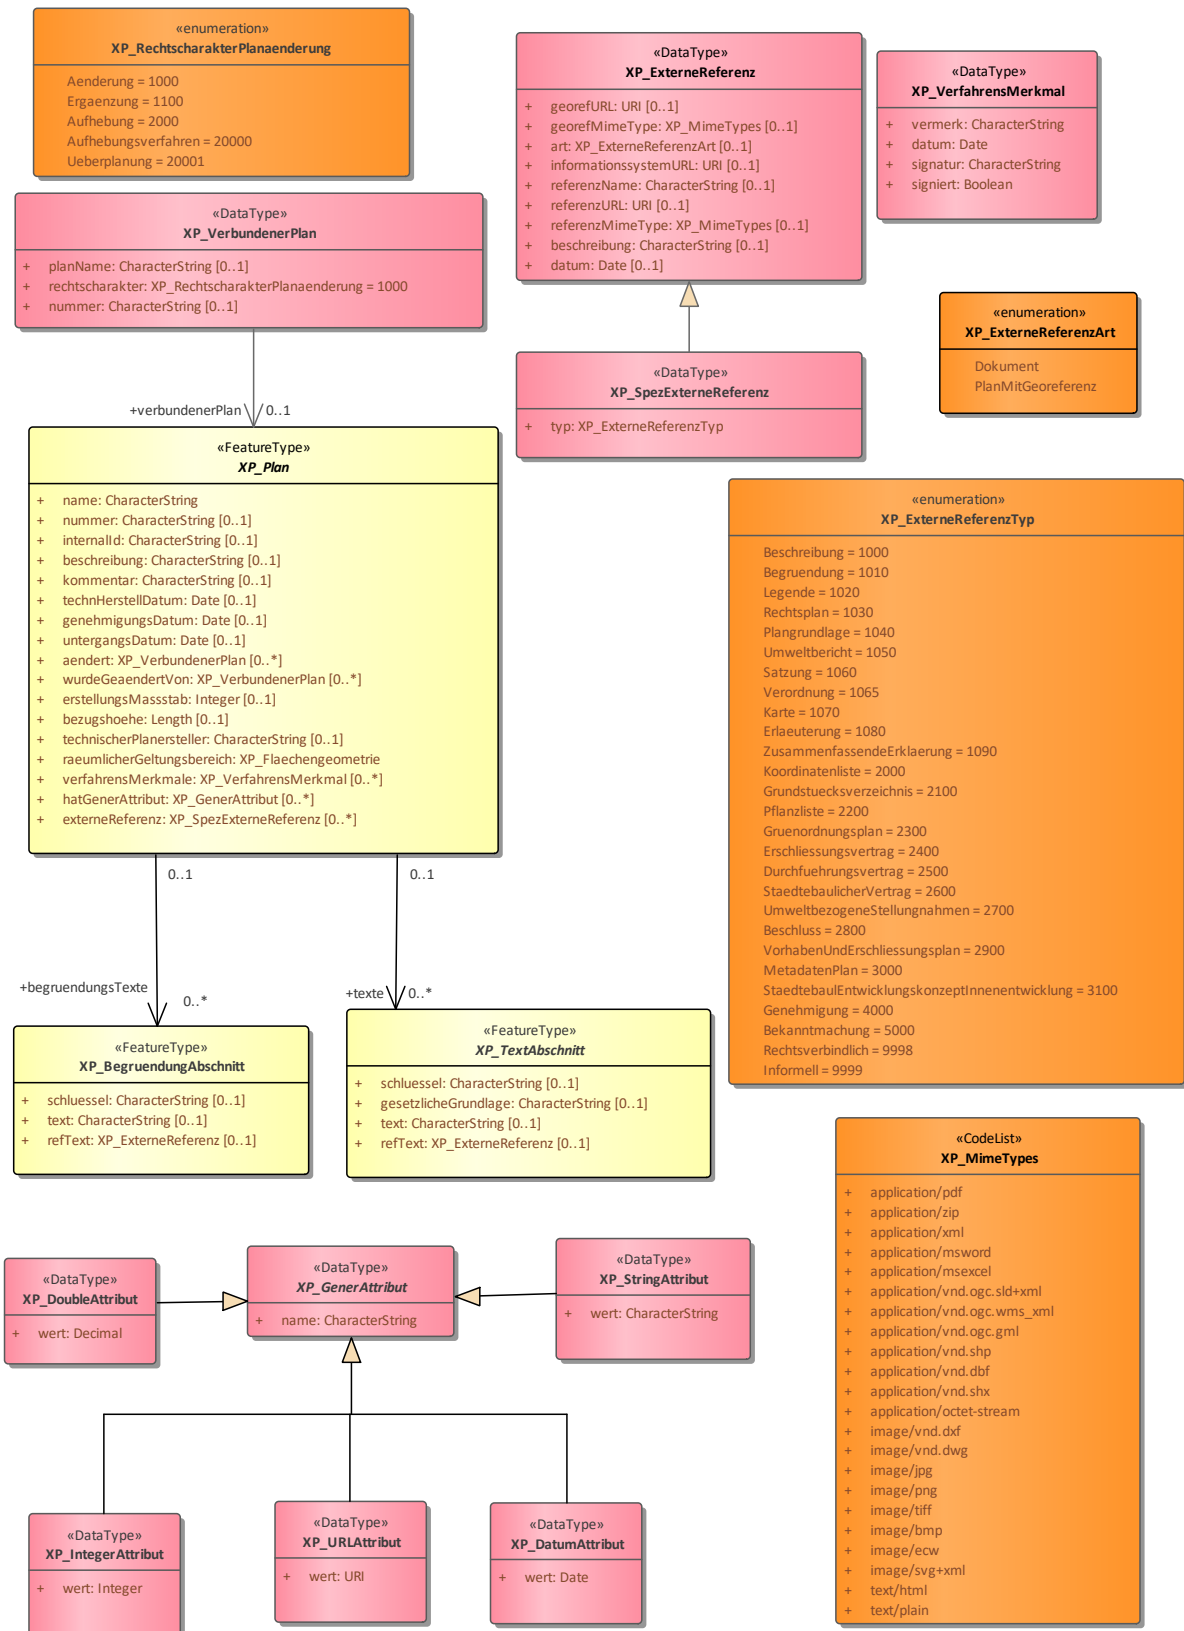 «enumeration»
XP_RechtscharakterPlanaenderung
Aenderung = 1000
Ergaenzung = 1100
Aufhebung = 2000
Aufhebungsverfahren = 20000
Ueberplanung = 20001
«DataType»
XP_ExterneReferenz
+ georefURL: URI [0..1]
+ georefMimeType: XP_MimeTypes [0..1]
+ art: XP_ExterneReferenzArt [0..1]
+ informationssystemURL: URI [0..1]
+ referenzName: CharacterString [0..1]
+ referenzURL: URI [0..1]
+ referenzMimeType: XP_MimeTypes [0..1]
+ beschreibung: CharacterString [0..1]
+ datum: Date [0..1]
«DataType»
XP_VerfahrensMerkmal
+ vermerk: CharacterString
+ datum: Date
+ signatur: CharacterString
+ signiert: Boolean
«DataType»
XP_VerbundenerPlan
+ planName: CharacterString [0..1]
+ rechtscharakter: XP_RechtscharakterPlanaenderung = 1000
+ nummer: CharacterString [0..1]
«enumeration»
XP_ExterneReferenzArt
Dokument
PlanMitGeoreferenz
«DataType»
XP_SpezExterneReferenz
+ typ: XP_ExterneReferenzTyp
+verbundenerPlan 0..1
«FeatureType»
XP_Plan
+ name: CharacterString
+ nummer: CharacterString [0..1]
+ internalId: CharacterString [0..1]
+ beschreibung: CharacterString [0..1]
+ kommentar: CharacterString [0..1]
+ technHerstellDatum: Date [0..1]
+ genehmigungsDatum: Date [0..1]
+ untergangsDatum: Date [0..1]
+ aendert: XP_VerbundenerPlan [0..*]
+ wurdeGeaendertVon: XP_VerbundenerPlan [0..*]
+ erstellungsMassstab: Integer [0..1]
+ bezugshoehe: Length [0..1]
+ technischerPlanersteller: CharacterString [0..1]
+ raeumlicherGeltungsbereich: XP_Flaechengeometrie
+ verfahrensMerkmale: XP_VerfahrensMerkmal [0..*]
+ hatGenerAttribut: XP_GenerAttribut [0..*]
+ externeReferenz: XP_SpezExterneReferenz [0..*]
«enumeration»
XP_ExterneReferenzTyp
Beschreibung = 1000
Begruendung = 1010
Legende = 1020
Rechtsplan = 1030
Plangrundlage = 1040
Umweltbericht = 1050
Satzung = 1060
Verordnung = 1065
Karte = 1070
Erlaeuterung = 1080
ZusammenfassendeErklaerung = 1090
Koordinatenliste = 2000
Grundstuecksverzeichnis = 2100
Pflanzliste = 2200
Gruenordnungsplan = 2300
Erschliessungsvertrag = 2400
Durchfuehrungsvertrag = 2500
StaedtebaulicherVertrag = 2600
UmweltbezogeneStellungnahmen = 2700
Beschluss = 2800
VorhabenUndErschliessungsplan = 2900
MetadatenPlan = 3000
StaedtebaulEntwicklungskonzeptInnenentwicklung = 3100
Genehmigung = 4000
Bekanntmachung = 5000
Rechtsverbindlich = 9998
Informell = 9999
0..1
0..1
+begruendungsTexte 0..*
+texte 0..*
«FeatureType»
XP_BegruendungAbschnitt
+ schluessel: CharacterString [0..1]
+ text: CharacterString [0..1]
+ refText: XP_ExterneReferenz [0..1]
«FeatureType»
XP_TextAbschnitt
+ schluessel: CharacterString [0..1]
+ gesetzlicheGrundlage: CharacterString [0..1]
+ text: CharacterString [0..1]
+ refText: XP_ExterneReferenz [0..1]
«CodeList»
XP_MimeTypes
+ application/pdf
+ application/zip
+ application/xml
+ application/msword
+ application/msexcel
+ application/vnd.ogc.sld+xml
+ application/vnd.ogc.wms_xml
+ application/vnd.ogc.gml
+ application/vnd.shp
+ application/vnd.dbf
+ application/vnd.shx
+ application/octet-stream
+ image/vnd.dxf
+ image/vnd.dwg
+ image/jpg
+ image/png
+ image/tiff
+ image/bmp
+ image/ecw
+ image/svg+xml
+ text/html
+ text/plain
«DataType»
XP_DoubleAttribut
+ wert: Decimal
«DataType»
XP_GenerAttribut
+ name: CharacterString
«DataType»
XP_StringAttribut
+ wert: CharacterString
«DataType»
XP_IntegerAttribut
+ wert: Integer
«DataType»
XP_URLAttribut
+ wert: URI
«DataType»
XP_DatumAttribut
+ wert: Date